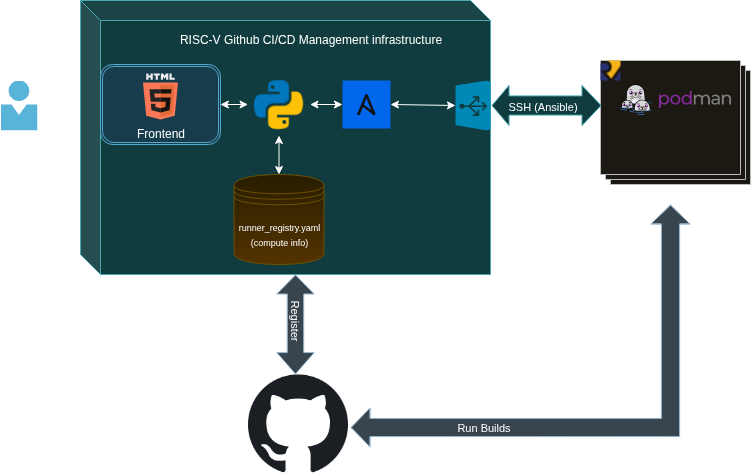 RISC-V Github CI/CD Management infrastructure
HTML
5
Frontend
A
SSH (Ansible)
podman
runner_registry.yaml
(compute info)
Register
Run Builds